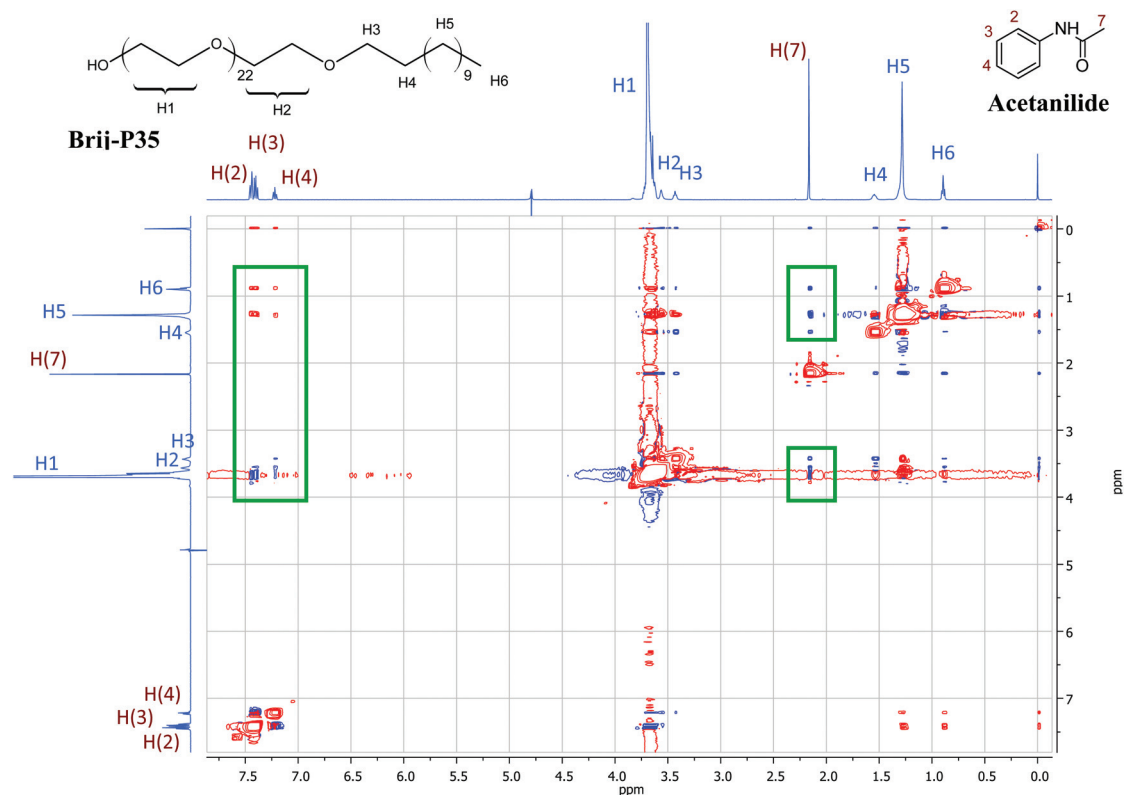 H3
H5
HO
O
22
O
H4
9
H6
H1
H2
Brij-P35
2
3
4
NH
7
O
Acetanilide
H(2)
H(3)
H(4)
H1
H2
H3
H(7)
H4
H5
H6
H6
H5
H4
H(7)
H3
H2
H1
H(4)
H(3)
H(2)
0
1
2
3
4
5
6
7
ppm
7.5
7.0
6.5
6.0
5.5
5.0
4.5
4.0
3.5
3.0
2.5
2.0
1.5
1.0
0.5
0.0
ppm